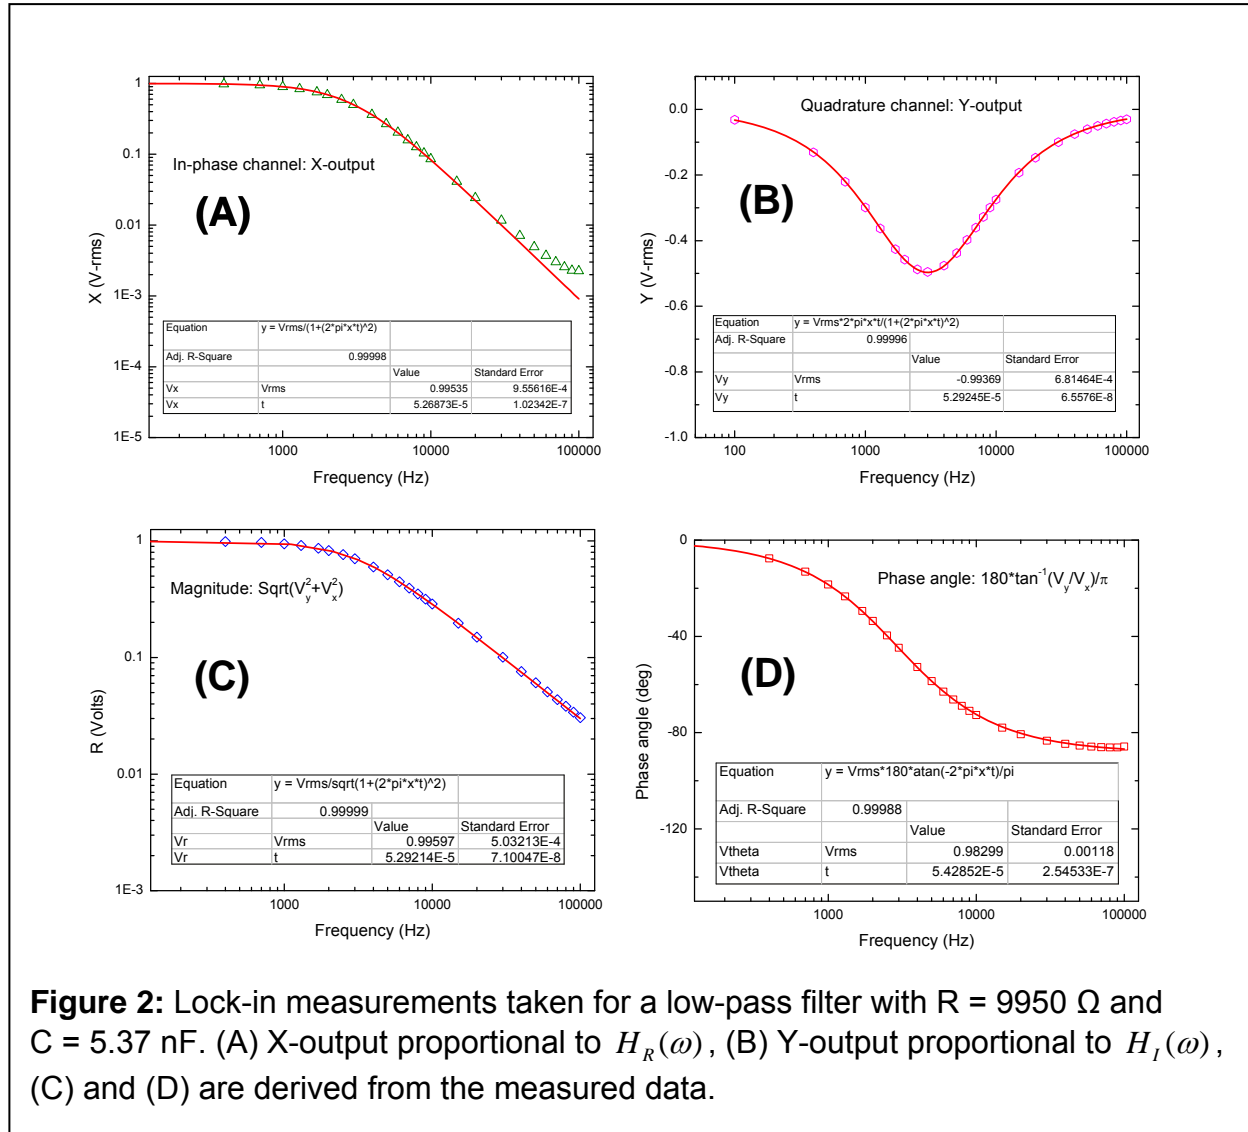 1
0.1
0.01
1E-3
1E-4
1E-5
X (V-rms)
In-phase channel: X-output
(A)
Equation y = Vrms/(1+(2*pi*x*t)^2)
Adj. R-Square 0.99998
Value Standard Error
Vx Vrms 0.99535 9.55616E-4
Vx t 5.26873E-5 1.02342E-7
1000 10000 100000
Frequency (Hz)
0.0
-0.2
-0.4
-0.6
-0.8
-1.0
Y (V-rms)
Quadrature channel: Y-output
(B)
Equation y = Vrms*2*pi*x*t/(1+(2*pi*x*t)^2)
Adj. R-Square 0.99996
Value Standard Error
Vy Vrms -0.99369 6.81464E-4
Vy t 5.29245E-5 6.5576E-8
100 1000 10000 100000
Frequency (Hz)
1
0.1
0.01
1E-3
R (Volts)
Magnitude: Sqrt(V_y^2+V_x^2)
(C)
Equation y = Vrms/sqrt(1+(2*pi*x*t)^2)
Adj. R-Square 0.99999
Value Standard Error
Vr Vrms 0.99597 5.03213E-4
Vr t 5.29214E-5 7.10047E-8
1000 10000 100000
Frequency (Hz)
0
-40
-80
-120
Phase angle (deg)
Phase angle: 180*tan⁻¹(V_y/V_x)/π
(D)
Equation y = Vrms*180*atan(-2*pi*x*t)/pi
Adj. R-Square 0.99988
Value Standard Error
Vtheta Vrms 0.98299 0.00118
Vtheta t 5.42852E-5 2.54533E-7
1000 10000 100000
Frequency (Hz)
Figure 2: Lock-in measurements taken for a low-pass filter with R = 9950 Ω and
C = 5.37 nF. (A) X-output proportional to H_R(ω), (B) Y-output proportional to H_I(ω),
(C) and (D) are derived from the measured data.